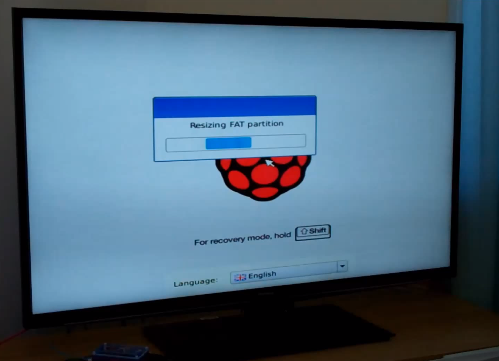 Resizing FAT partition
For recovery mode, hold ⇧ Shift
Language: English